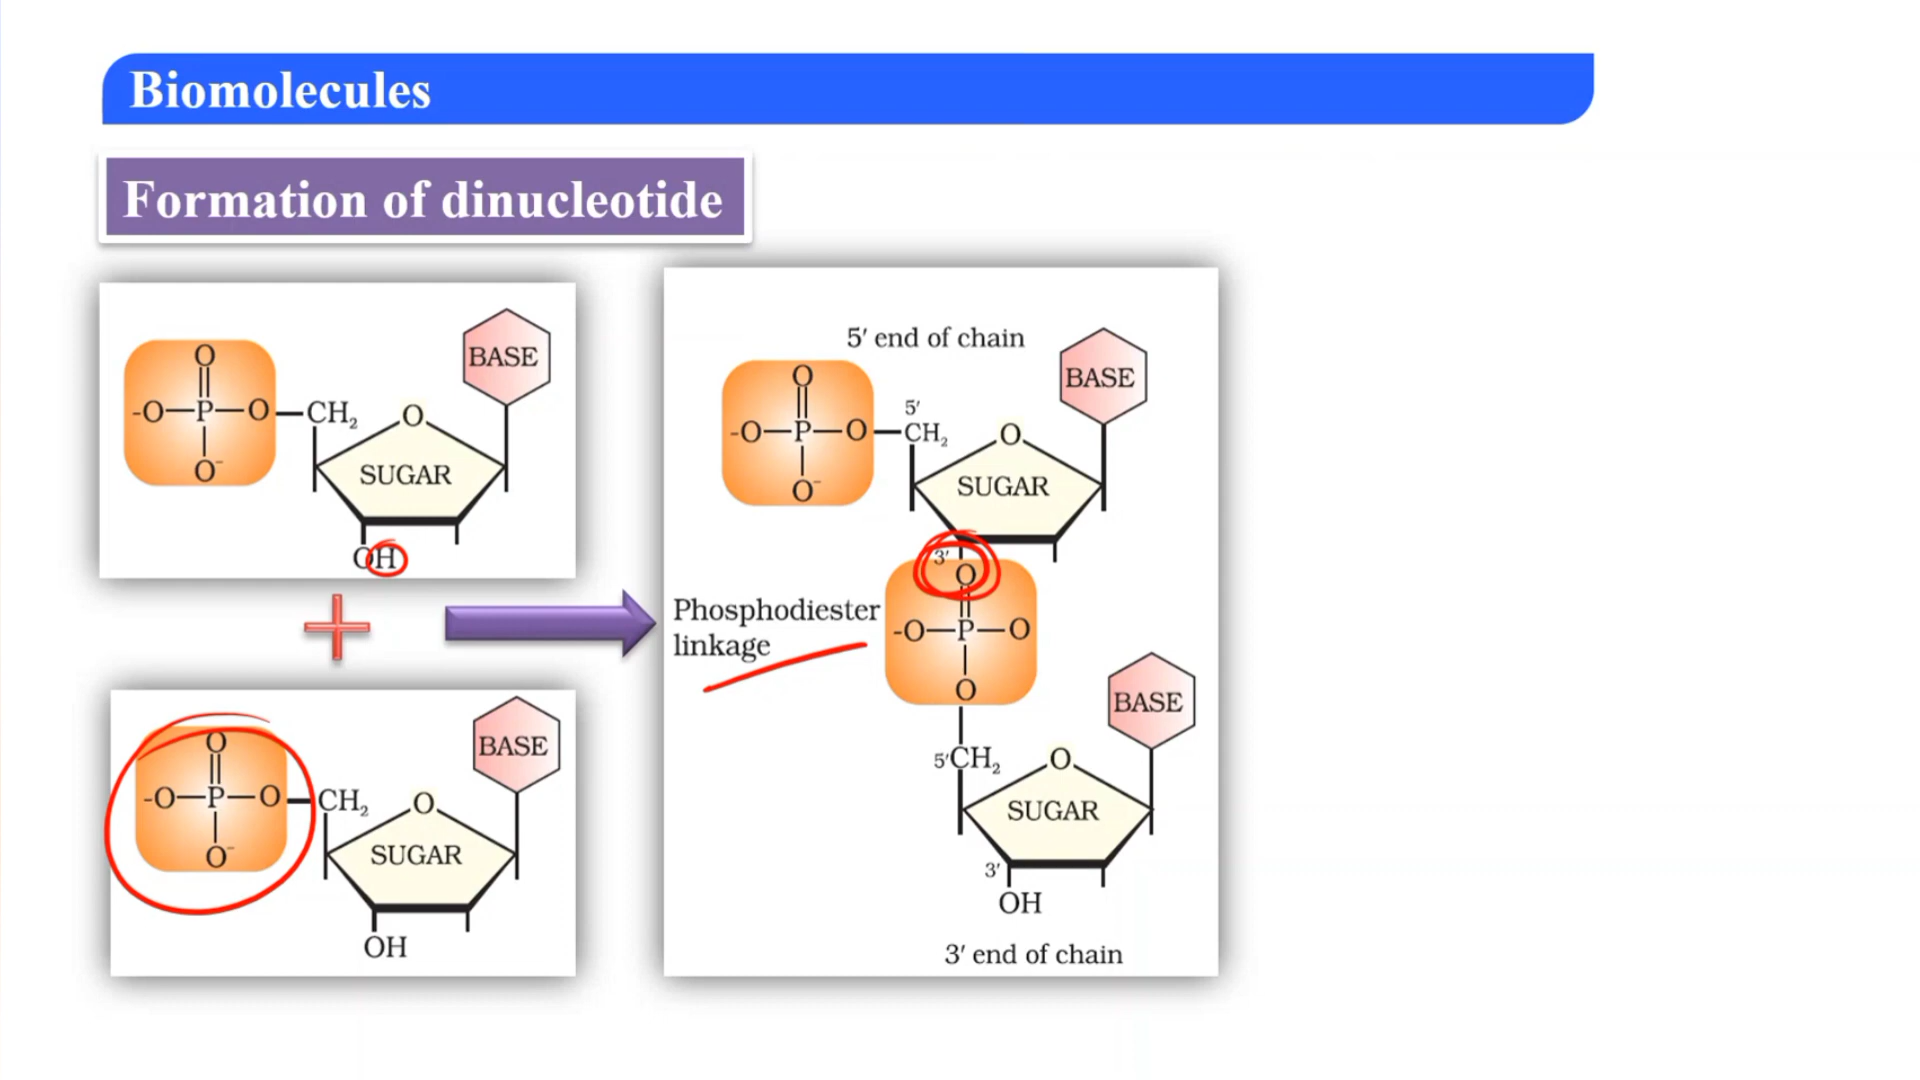 Biomolecules
Formation of dinucleotide
O
-O—P—O—CH₂
O⁻
O
SUGAR
BASE
OH
+
O
-O—P—O—CH₂
O⁻
O
SUGAR
BASE
OH
5′ end of chain
O
-O—P—O—CH₂
5′
O⁻
O
SUGAR
BASE
3′
O
Phosphodiester
linkage
-O—P—O
O
5′CH₂
O
SUGAR
BASE
3′
OH
3′ end of chain